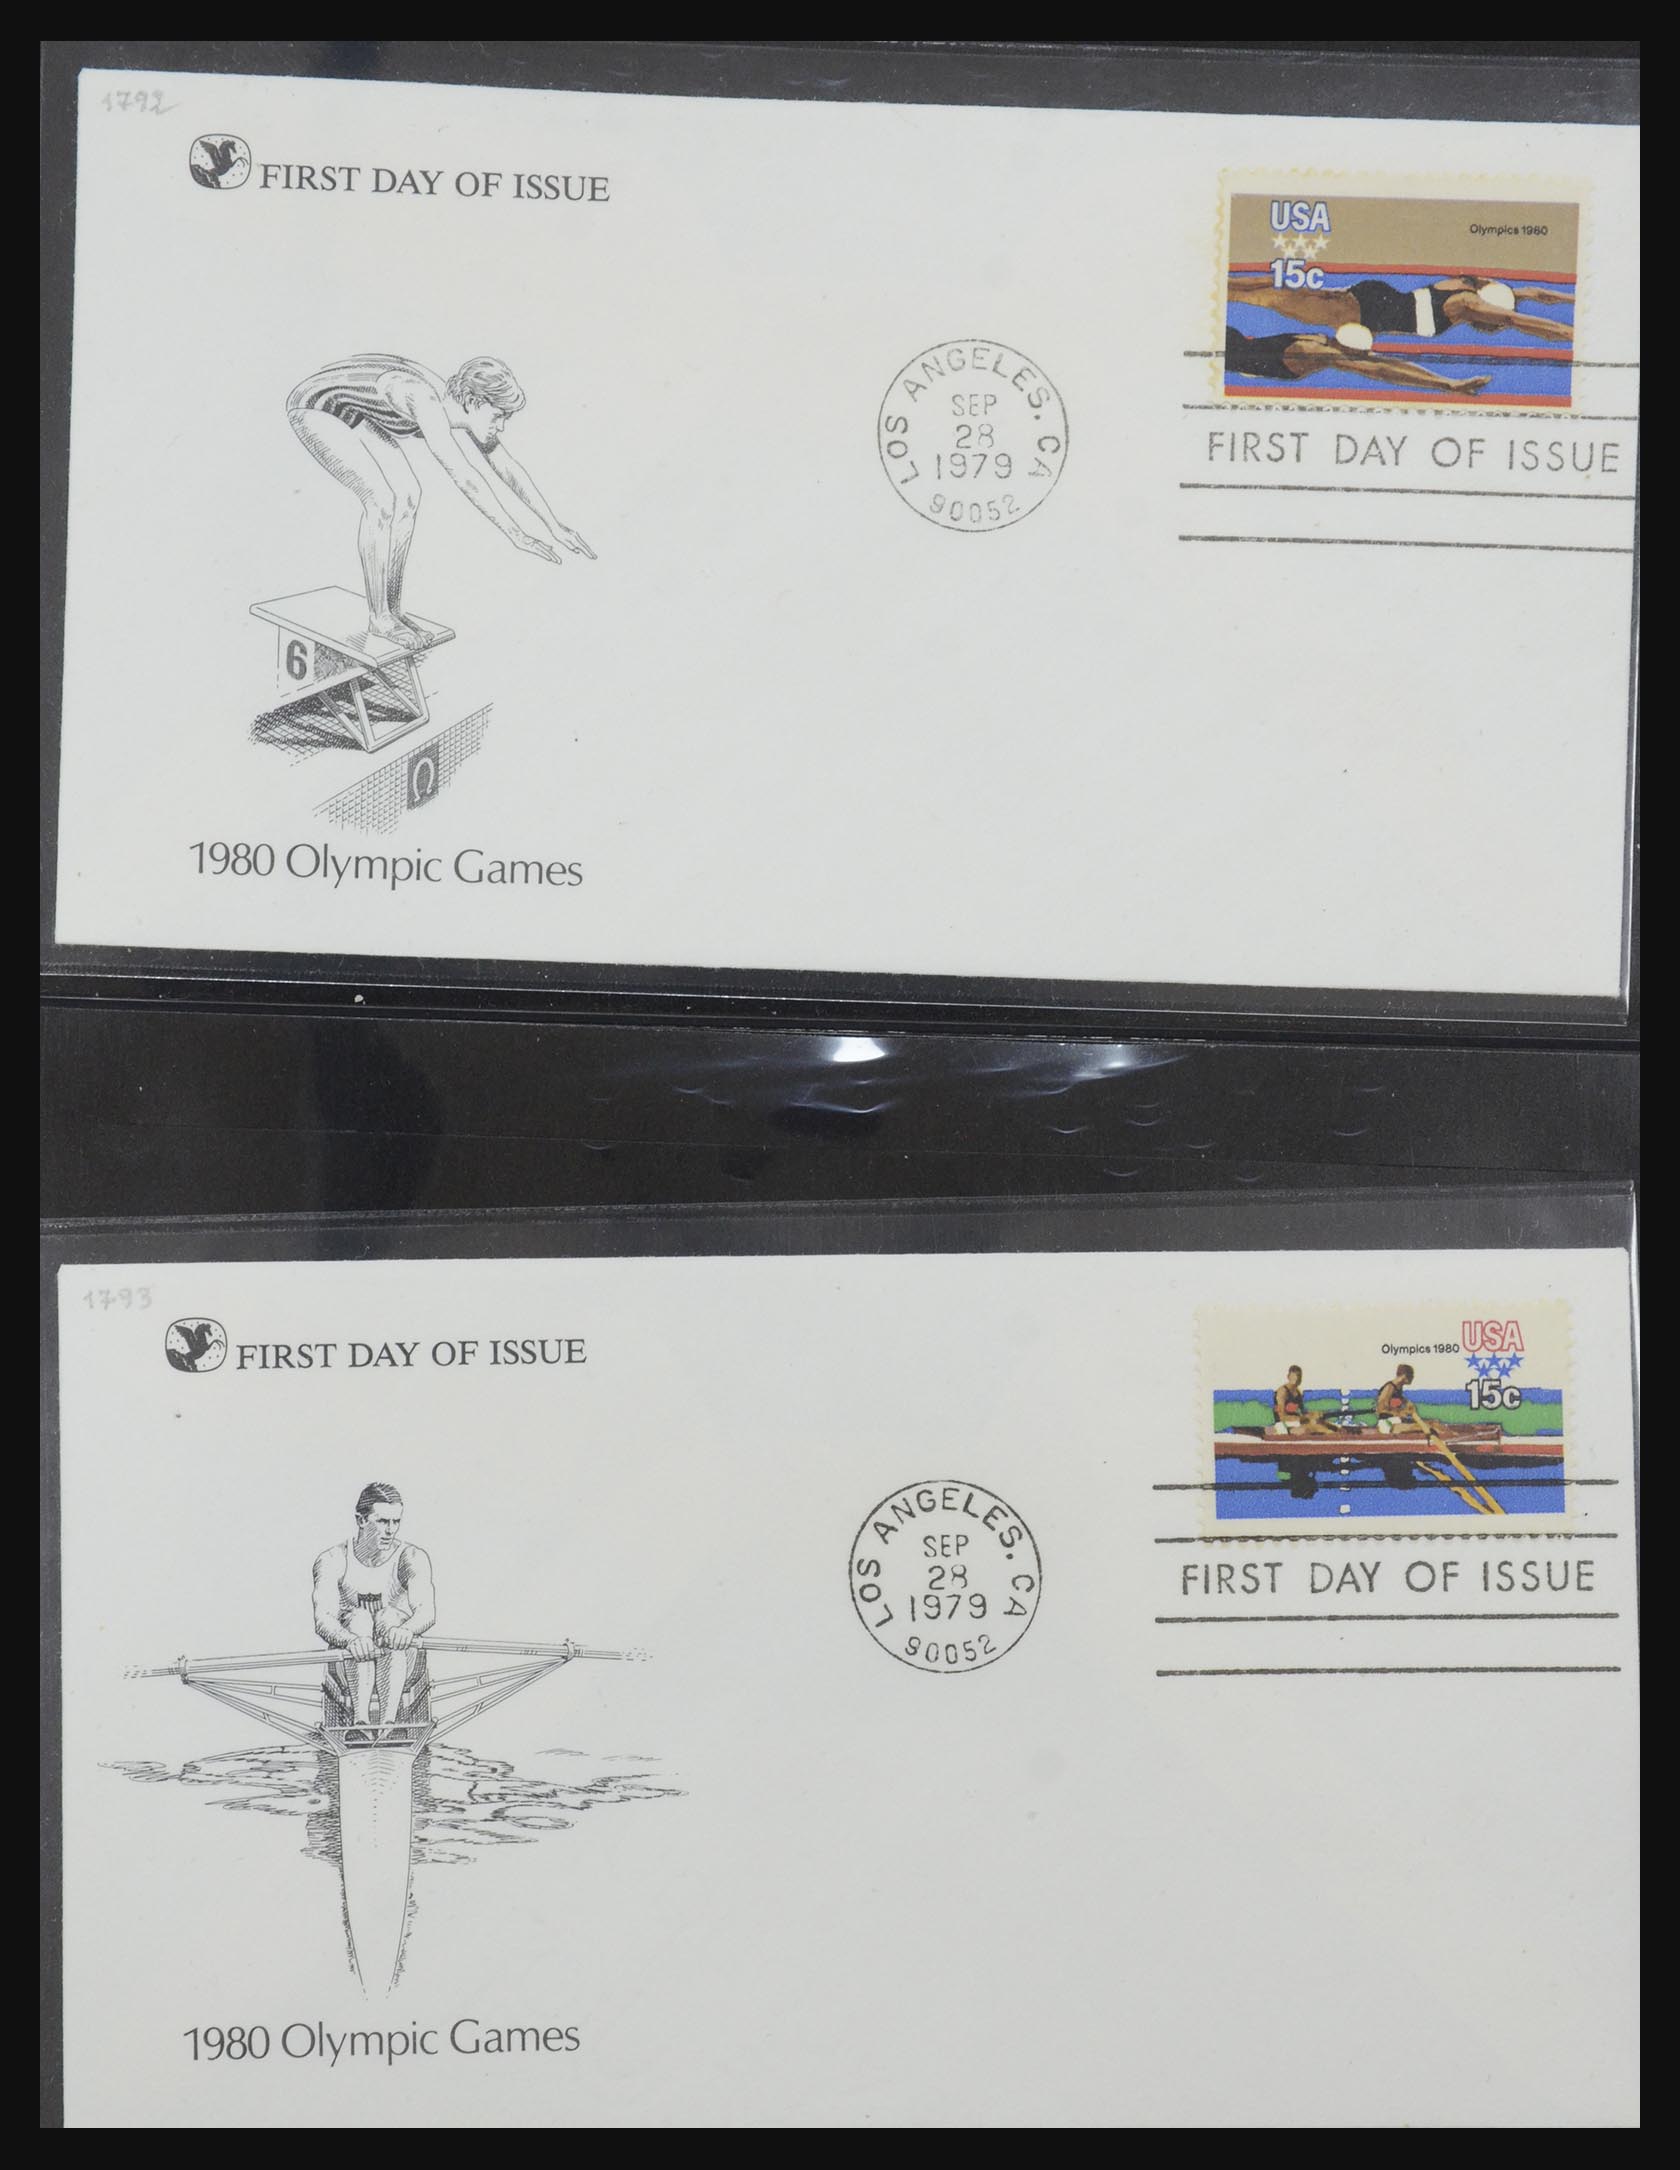 1792
FIRST DAY OF ISSUE
USA
Olympics 1980
15c
LOS ANGELES. CA
SEP
28
1979
90052
FIRST DAY OF ISSUE
6
Ω
1980 Olympic Games
1793
FIRST DAY OF ISSUE
Olympics 1980
USA
15c
LOS ANGELES. CA
SEP
28
1979
90052
FIRST DAY OF ISSUE
1980 Olympic Games